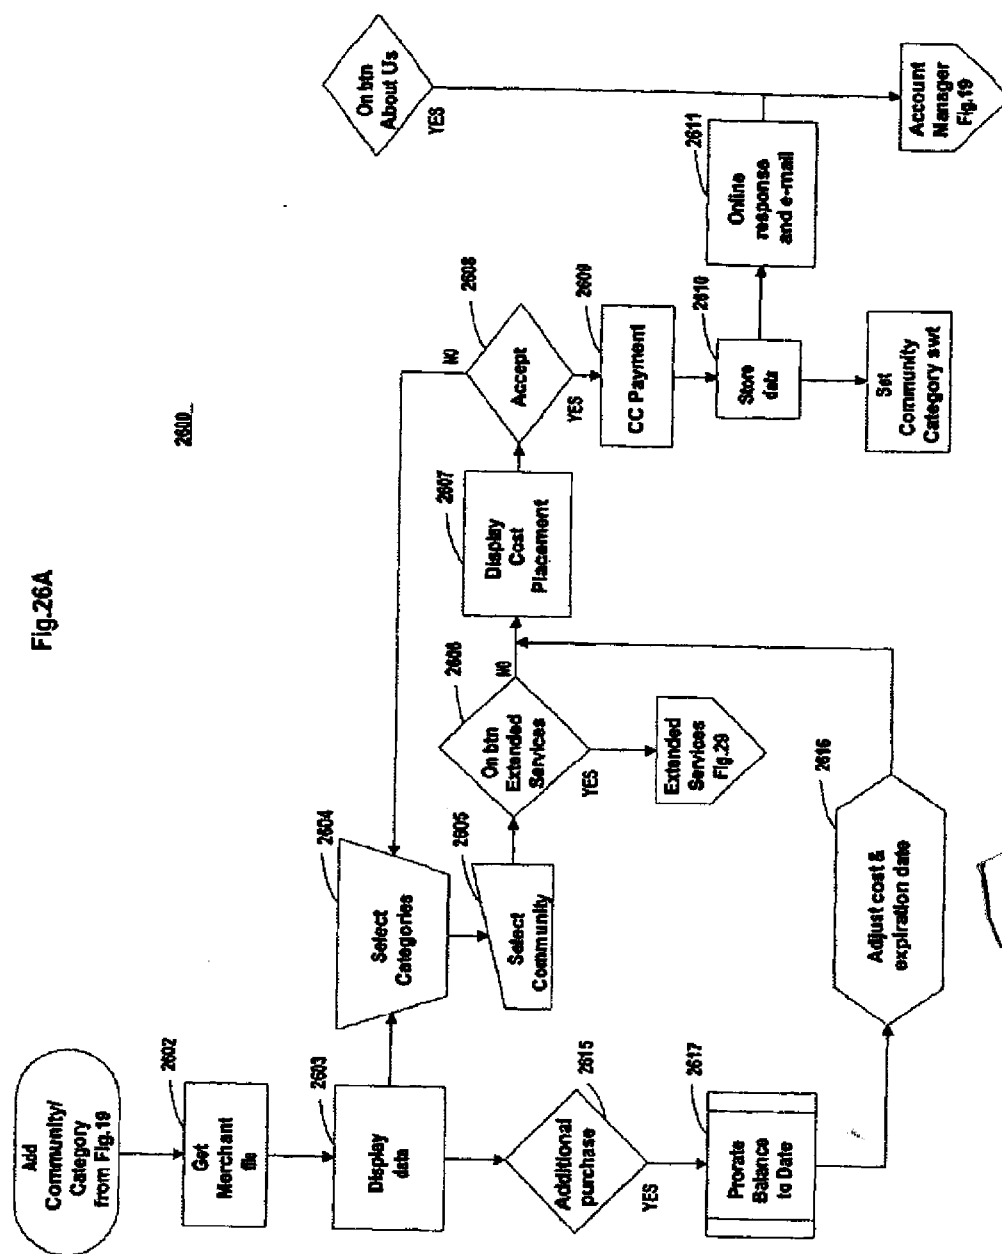 Fig.26A
2600
Add
Community/
Category
from Fig.19
2602
Get
Merchant
file
2603
Display
data
2604
Select
Categories
2605
Select
Community
2606
On btn
Extended
Services
NO
YES
Extended
Services
Fig.29
2607
Display
Cost
Placement
2608
Accept
NO
YES
2609
CC Payment
2610
Store
data
Set
Community
Category swt
2611
Online
response
and e-mail
On btn
About Us
YES
Account
Manager
Fig.19
2615
Additional
purchase
YES
2617
Prorate
Balance
to Date
2616
Adjust cost &
expiration date